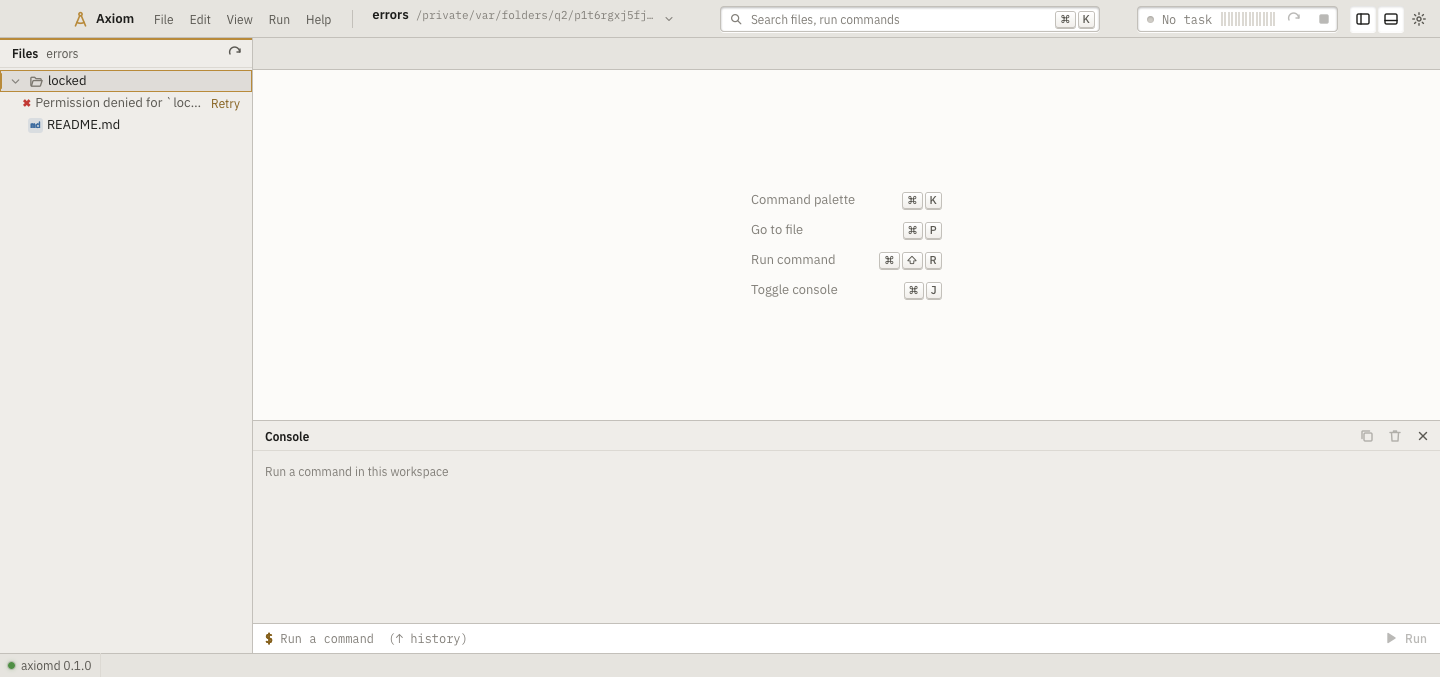 Axiom File Edit View Run Help errors /private/var/folders/q2/p1t6rgxj5fj… Search files, run commands ⌘ K No task
Files errors
locked
✖ Permission denied for `loc… Retry
README.md
Command palette ⌘ K
Go to file ⌘ P
Run command ⌘ ⇧ R
Toggle console ⌘ J
Console
Run a command in this workspace
$ Run a command (↑ history) Run
axiomd 0.1.0